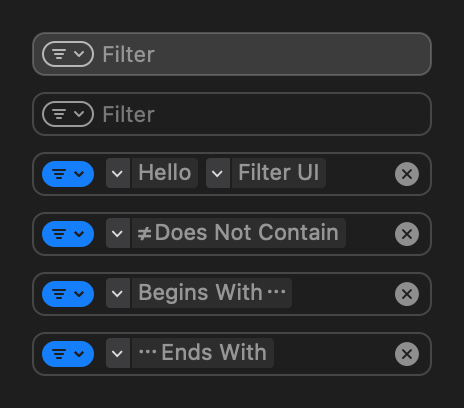 Filter
Filter
Hello Filter UI
≠Does Not Contain
Begins With···
···Ends With